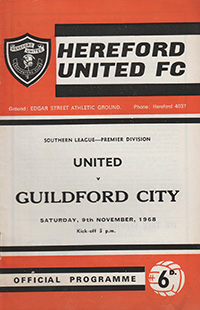 HEREFORD
UNITED FC
Ground: EDGAR STREET ATHLETIC GROUND. Phone: Hereford 4037
SOUTHERN LEAGUE—PREMIER DIVISION
UNITED
v
GUILDFORD CITY
SATURDAY, 9th NOVEMBER, 1968
Kick-off 3 p.m.
OFFICIAL PROGRAMME
6D.